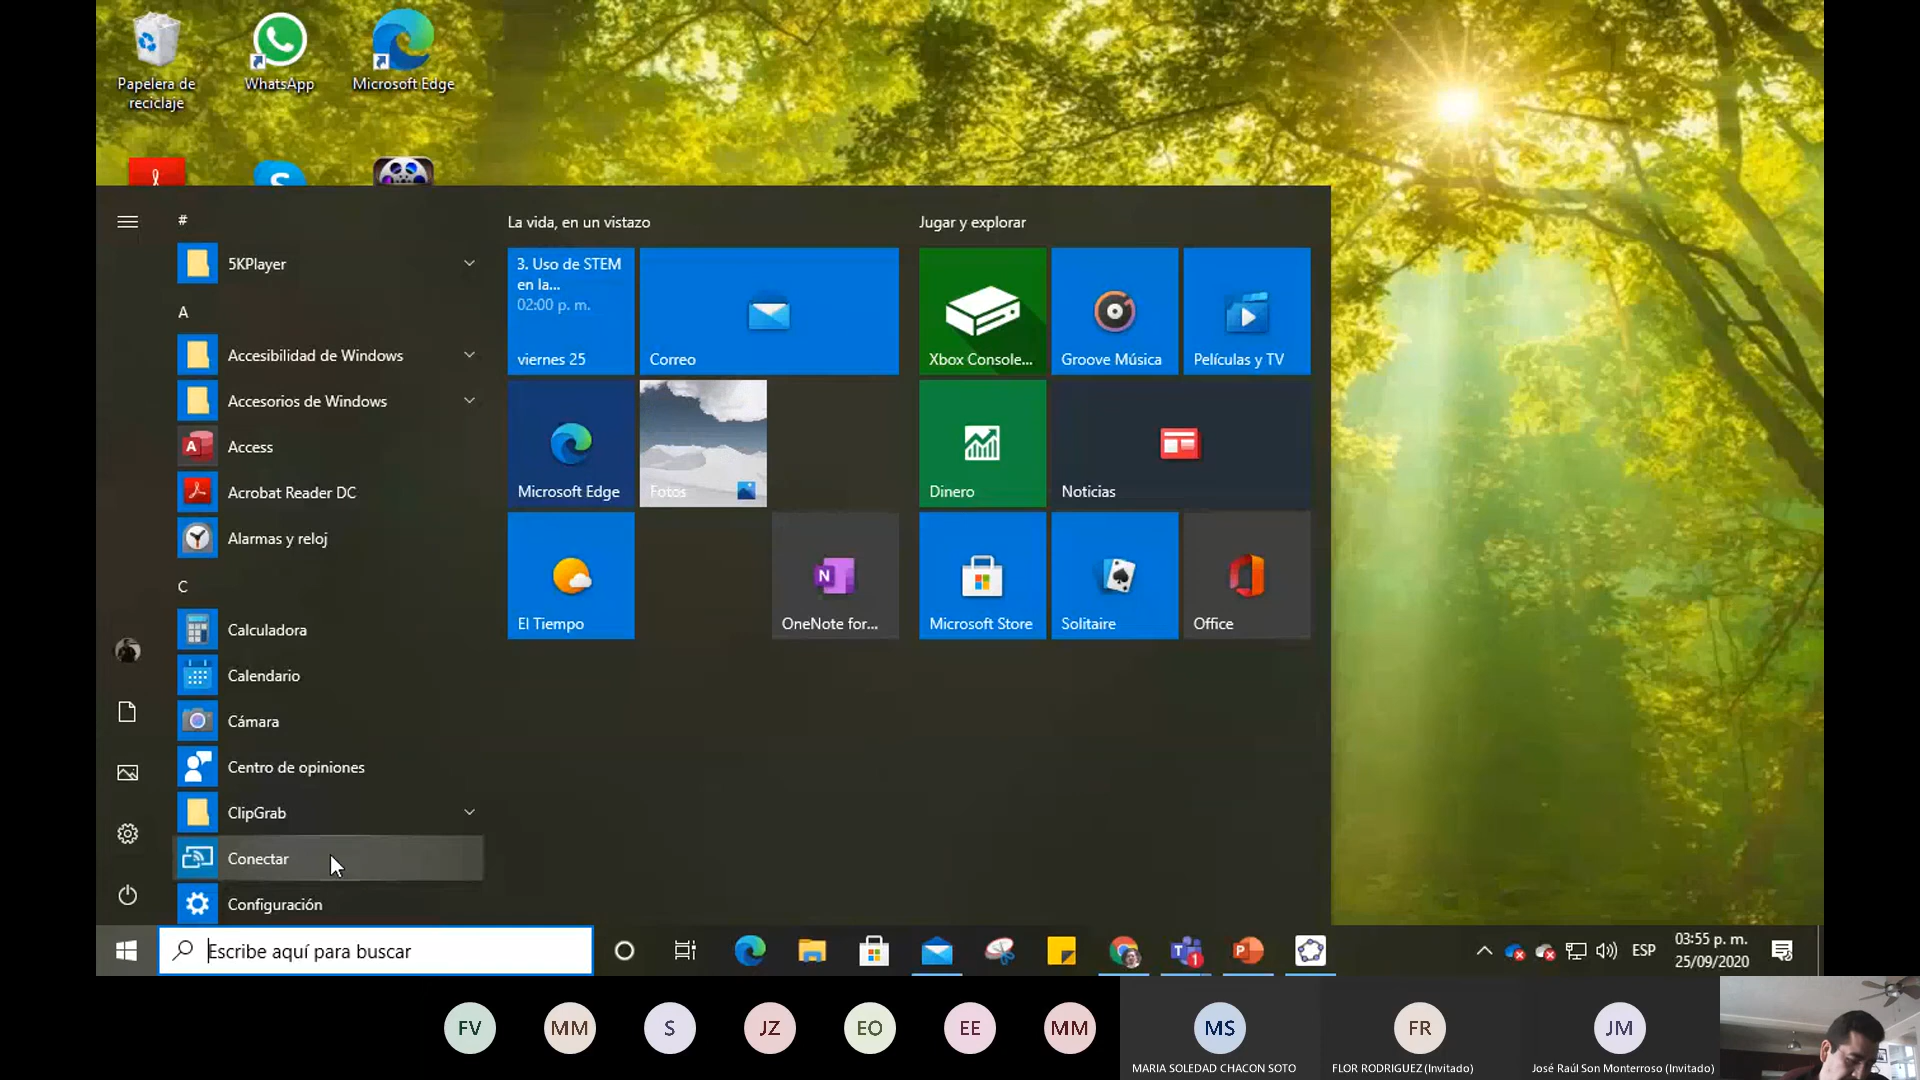 Papelera de
reciclaje
WhatsApp
Microsoft Edge
S
#
5KPlayer
A
Accesibilidad de Windows
Accesorios de Windows
Access
Acrobat Reader DC
Alarmas y reloj
C
Calculadora
Calendario
Cámara
Centro de opiniones
ClipGrab
Conectar
Configuración
La vida, en un vistazo
3. Uso de STEM
en la...
02:00 p. m.
viernes 25
Correo
Microsoft Edge
Fotos
El Tiempo
N
OneNote for...
Jugar y explorar
Xbox Console...
Groove Música
Películas y TV
Dinero
Noticias
Microsoft Store
Solitaire
Office
Escribe aquí para buscar
T
1
P
ESP
03:55 p. m.
25/09/2020
FV
MM
S
JZ
EO
EE
MM
MS
MARIA SOLEDAD CHACON SOTO
FR
FLOR RODRIGUEZ (Invitado)
JM
José Raúl Son Monterroso (Invitado)